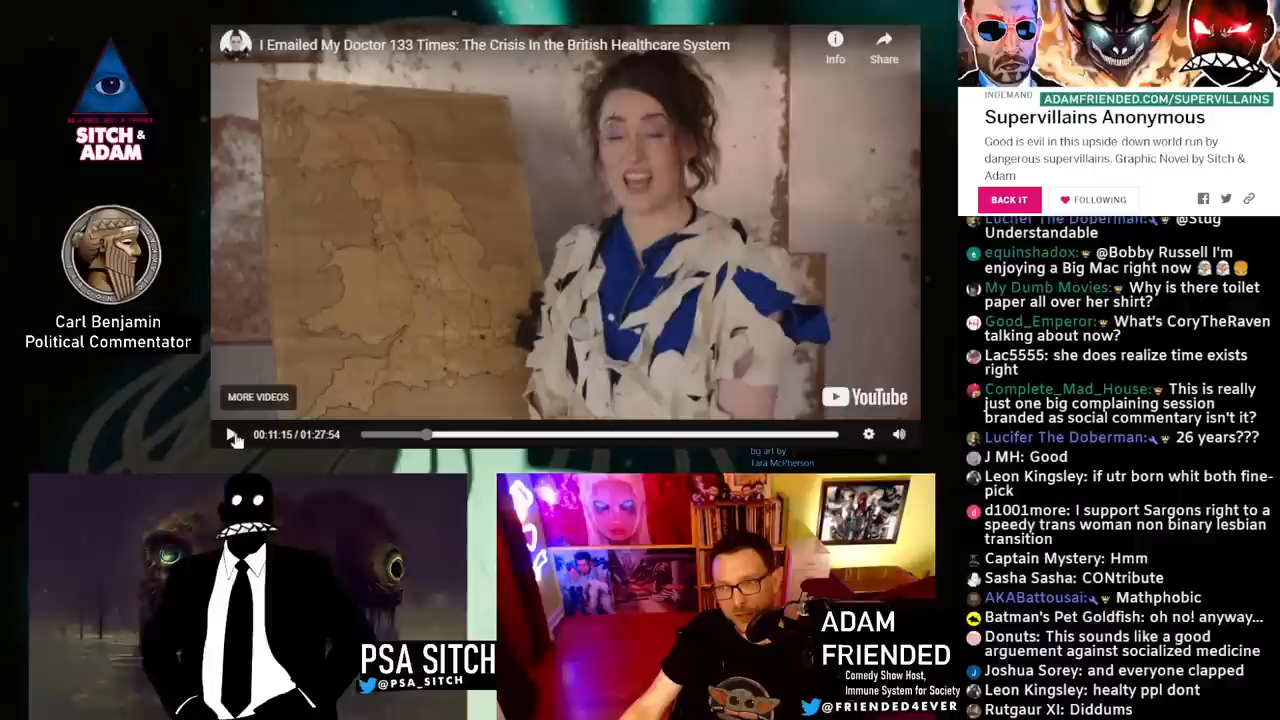 I Emailed My Doctor 133 Times: The Crisis In the British Healthcare System
Info
Share
MORE VIDEOS
YouTube
00:11:15 / 01:27:54
SITCH &
ADAM
Carl Benjamin
Political Commentator
bg art by
Tara McPherson
PSA SITCH
@PSA_SITCH
ADAM
FRIENDED
Comedy Show Host,
Immune System for Society
@FRIENDED4EVER
INDEMAND
ADAMFRIENDED.COM/SUPERVILLAINS
Supervillains Anonymous
Good is evil in this upside-down world run by
dangerous supervillains. Graphic Novel by Sitch &
Adam
BACK IT
FOLLOWING
Lucifer The Doberman: @Stug
Understandable
equinshadox: @Bobby Russell I'm
enjoying a Big Mac right now
My Dumb Movies: Why is there toilet
paper all over her shirt?
Good_Emperor: What's CoryTheRaven
talking about now?
Lac5555: she does realize time exists
right
Complete_Mad_House: This is really
just one big complaining session
branded as social commentary isn't it?
Lucifer The Doberman: 26 years???
J MH: Good
Leon Kingsley: if utr born whit both fine-
pick
d1001more: I support Sargons right to a
speedy trans woman non binary lesbian
transition
Captain Mystery: Hmm
Sasha Sasha: CONtribute
AKABattousai: Mathphobic
Batman's Pet Goldfish: oh no! anyway...
Donuts: This sounds like a good
arguement against socialized medicine
Joshua Sorey: and everyone clapped
Leon Kingsley: healty ppl dont
Rutgaur XI: Diddums